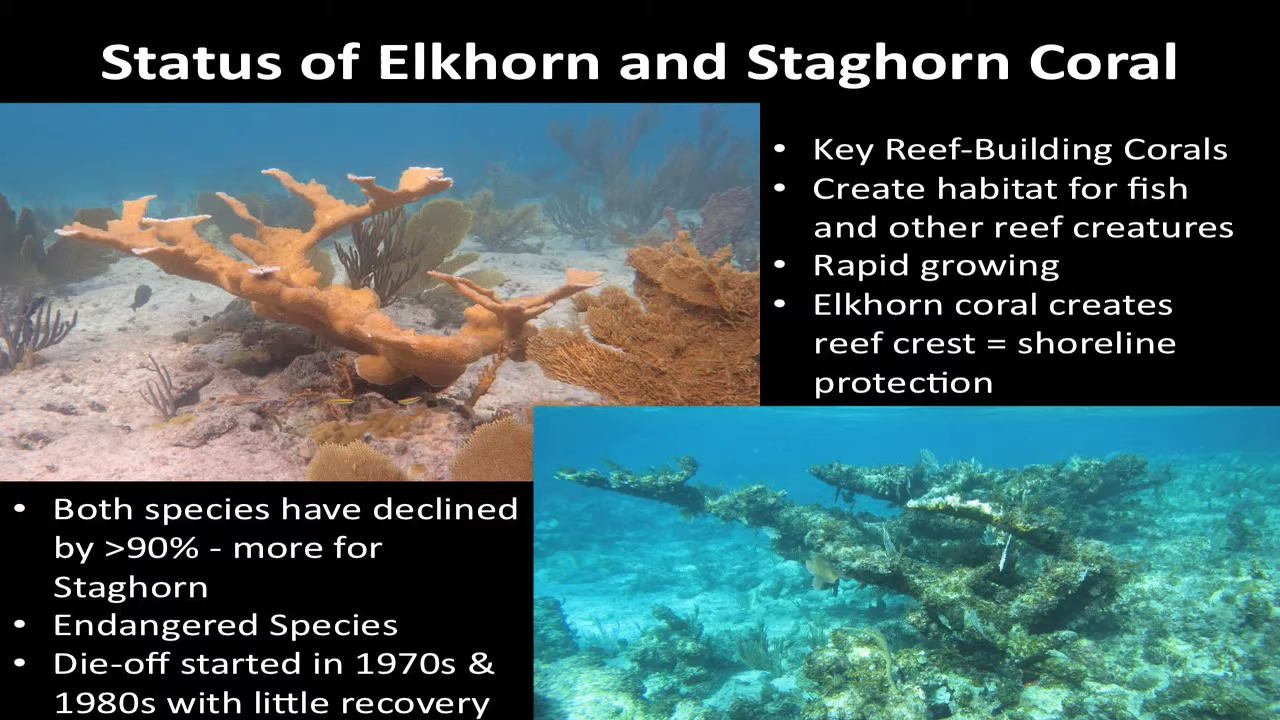 Status of Elkhorn and Staghorn Coral
• Key Reef-Building Corals
• Create habitat for fish
and other reef creatures
• Rapid growing
• Elkhorn coral creates
reef crest = shoreline
protection
• Both species have declined
by >90% - more for
Staghorn
• Endangered Species
• Die-off started in 1970s &
1980s with little recovery